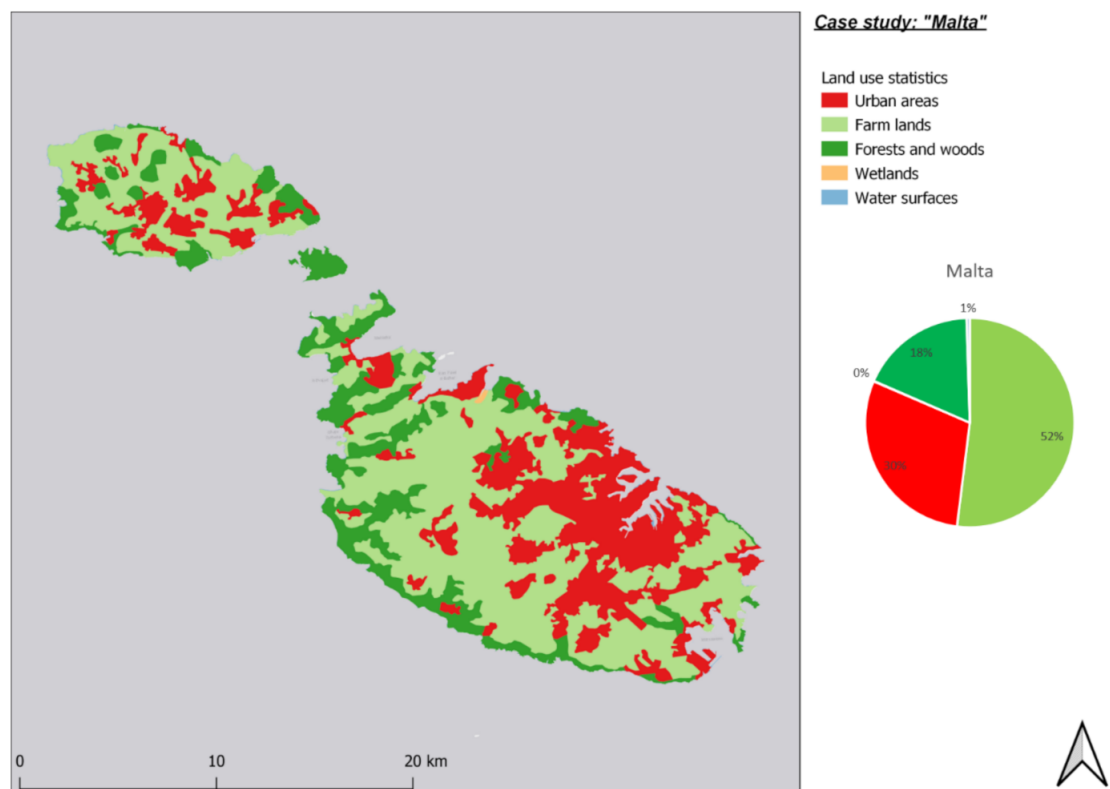 Case study: "Malta"
Land use statistics
Urban areas
Farm lands
Forests and woods
Wetlands
Water surfaces
Malta
1%
18%
0%
52%
30%
0
10
20 km